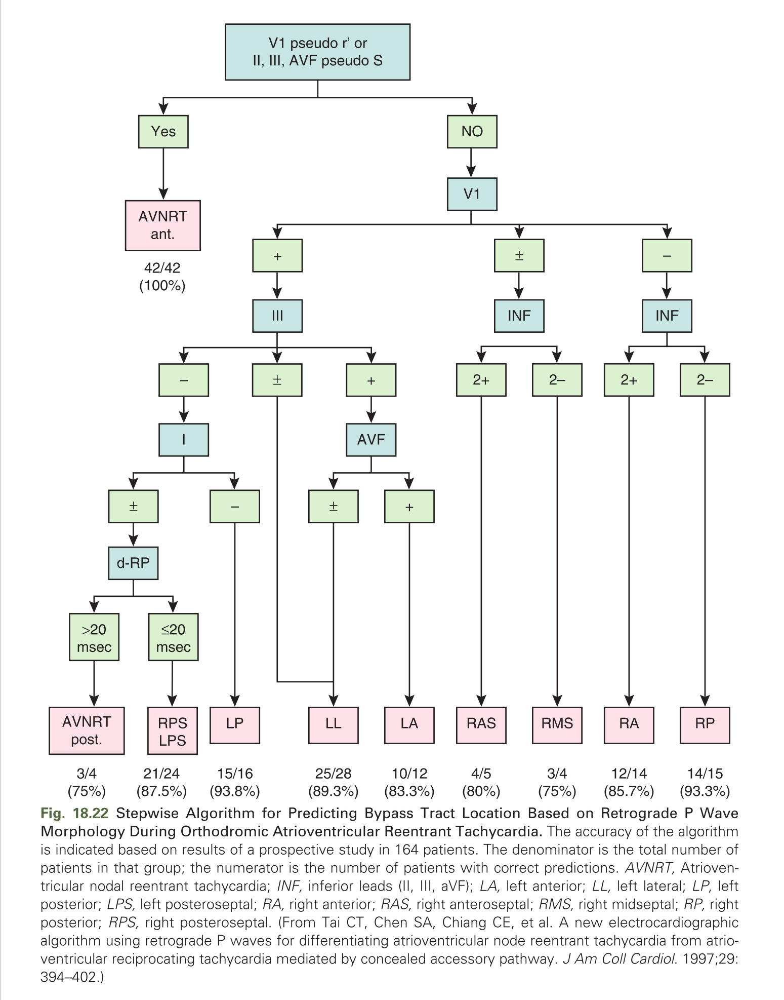 V1 pseudo r’ or
II, III, AVF pseudo S
Yes
NO
AVNRT
ant.
42/42
(100%)
V1
+
±
–
III
INF
INF
–
±
+
2+
2–
2+
2–
I
AVF
±
–
±
+
d-RP
>20
msec
≤20
msec
AVNRT
post.
RPS
LPS
LP
LL
LA
RAS
RMS
RA
RP
3/4
(75%)
21/24
(87.5%)
15/16
(93.8%)
25/28
(89.3%)
10/12
(83.3%)
4/5
(80%)
3/4
(75%)
12/14
(85.7%)
14/15
(93.3%)
Fig. 18.22 Stepwise Algorithm for Predicting Bypass Tract Location Based on Retrograde P Wave
Morphology During Orthodromic Atrioventricular Reentrant Tachycardia. The accuracy of the algorithm
is indicated based on results of a prospective study in 164 patients. The denominator is the total number of
patients in that group; the numerator is the number of patients with correct predictions. AVNRT, Atrioven-
tricular nodal reentrant tachycardia; INF, inferior leads (II, III, aVF); LA, left anterior; LL, left lateral; LP, left
posterior; LPS, left posteroseptal; RA, right anterior; RAS, right anteroseptal; RMS, right midseptal; RP, right
posterior; RPS, right posteroseptal. (From Tai CT, Chen SA, Chiang CE, et al. A new electrocardiographic
algorithm using retrograde P waves for differentiating atrioventricular node reentrant tachycardia from atrio-
ventricular reciprocating tachycardia mediated by concealed accessory pathway. J Am Coll Cardiol. 1997;29:
394–402.)